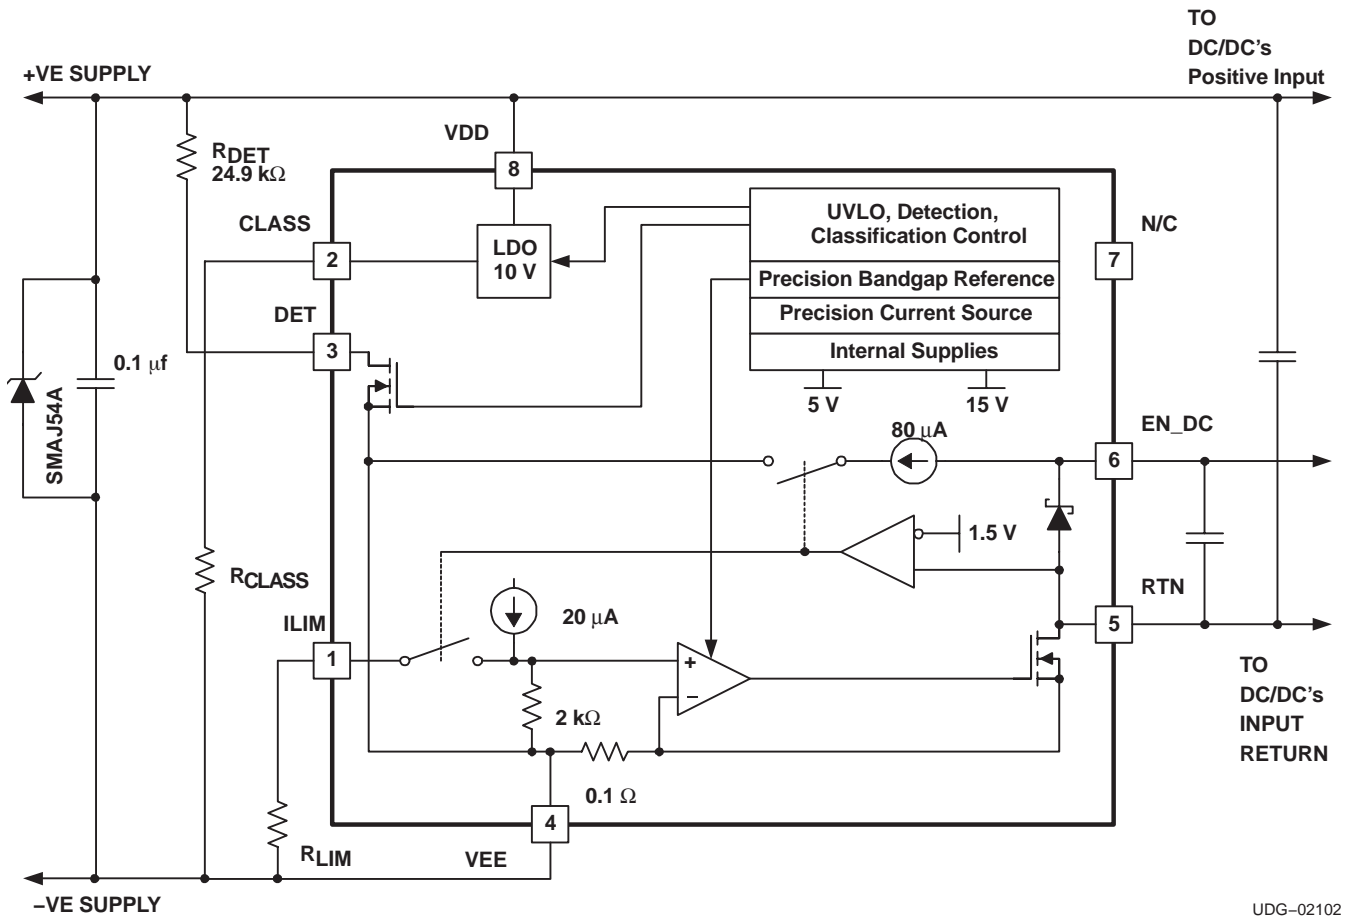 TO
DC/DC's
Positive Input
+VE SUPPLY
VDD
8
RDET
24.9 kΩ
CLASS
2
LDO
10 V
UVLO, Detection,
Classification Control
Precision Bandgap Reference
Precision Current Source
Internal Supplies
N/C
7
DET
3
0.1 μf
SMAJ54A
5 V
15 V
80 μA
EN_DC
6
1.5 V
RCLASS
RTN
5
ILIM
1
20 μA
+
–
2 kΩ
0.1 Ω
TO
DC/DC's
INPUT
RETURN
4
RLIM
VEE
–VE SUPPLY
UDG–02102